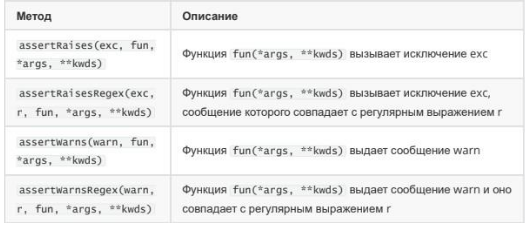 Метод Описание
assertRaises(exc, fun,
*args, **kwds)
Функция fun(*args, **kwds) вызывает исключение exc
assertRaisesRegex(exc,
r, fun, *args, **kwds)
Функция fun(*args, **kwds) вызывает исключение exc,
сообщение которого совпадает с регулярным выражением r
assertWarns(warn, fun,
*args, **kwds)
Функция fun(*args, **kwds) выдает сообщение warn
assertWarnsRegex(warn,
r, fun, *args, **kwds)
Функция fun(*args, **kwds) выдает сообщение warn и оно
совпадает с регулярным выражением r